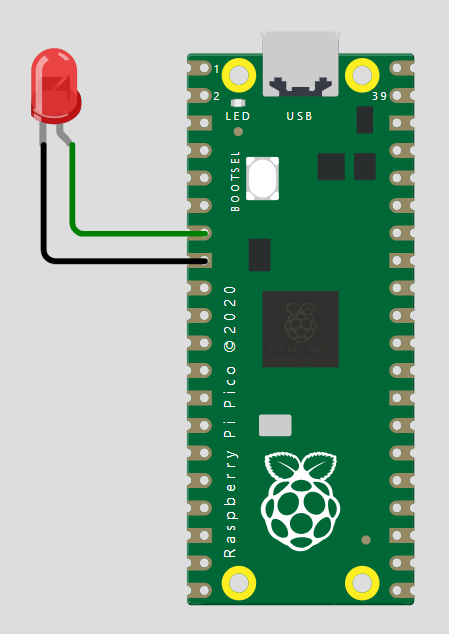 1
2
39
LED
USB
BOOTSEL
Raspberry Pi Pico ©2020